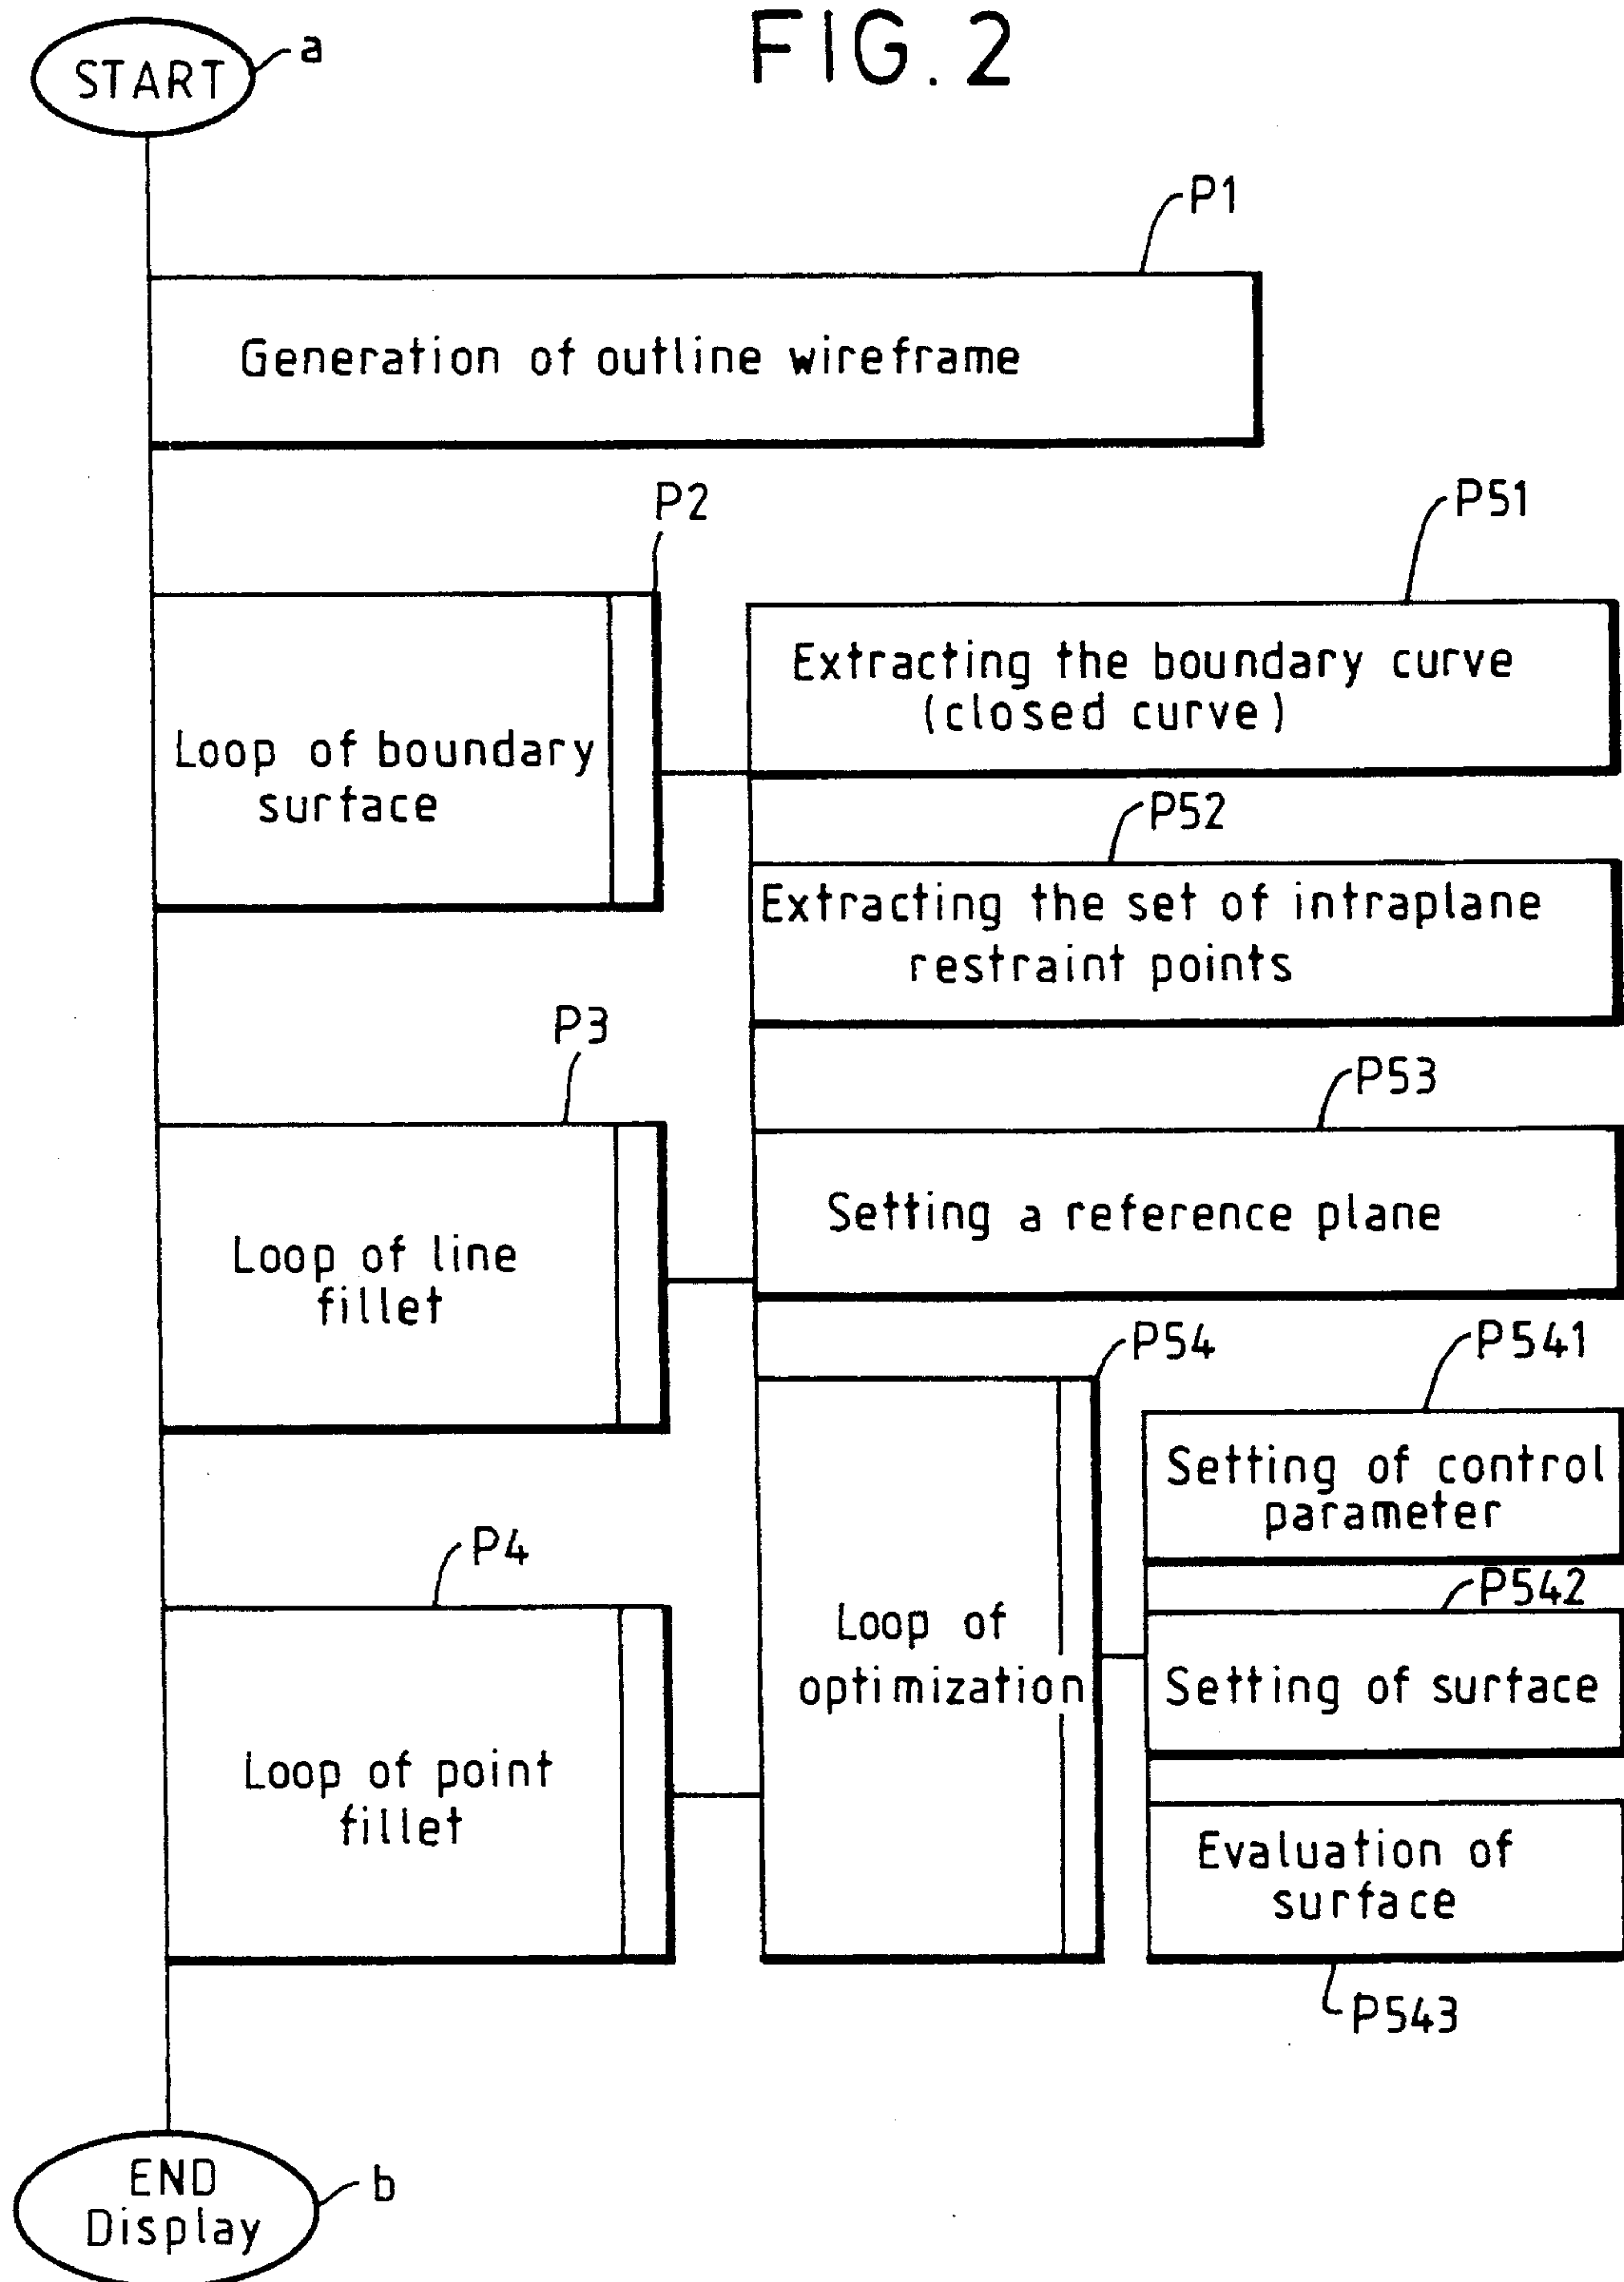 FIG. 2
START
a
P1
Generation of outline wireframe
P2
Loop of boundary
surface
P51
Extracting the boundary curve
(closed curve)
P52
Extracting the set of intraplane
restraint points
P3
Loop of line
fillet
P53
Setting a reference plane
P54
Loop of
optimization
P541
Setting of control
parameter
P542
Setting of surface
Evaluation of
surface
P543
P4
Loop of point
fillet
END
Display
b